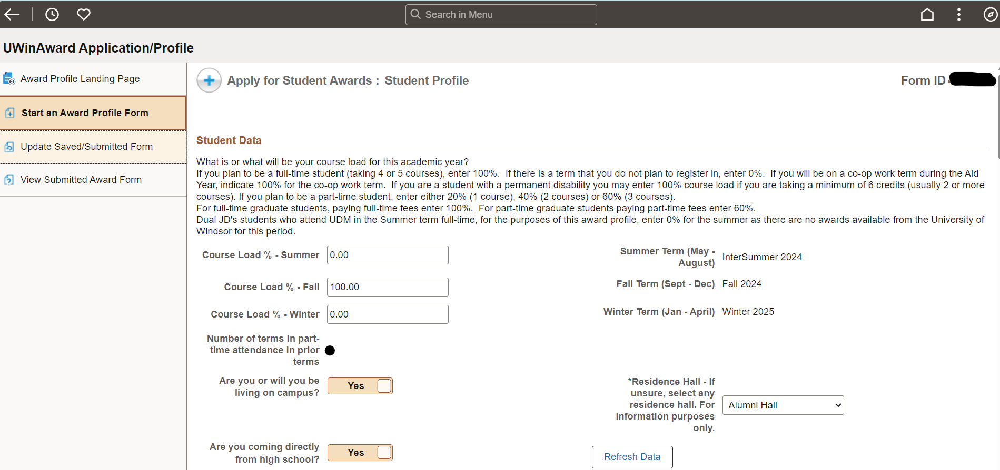 Search in Menu
UWinAward Application/Profile
Award Profile Landing Page
Start an Award Profile Form
Update Saved/Submitted Form
View Submitted Award Form
Apply for Student Awards : Student Profile
Form ID
Student Data
What is or what will be your course load for this academic year?
If you plan to be a full-time student (taking 4 or 5 courses), enter 100%. If there is a term that you do not plan to register in, enter 0%. If you will be on a co-op work term during the Aid
Year, indicate 100% for the co-op work term. If you are a student with a permanent disability you may enter 100% course load if you are taking a minimum of 6 credits (usually 2 or more
courses). If you plan to be a part-time student, enter either 20% (1 course), 40% (2 courses) or 60% (3 courses).
For full-time graduate students, paying full-time fees enter 100%. For part-time graduate students paying part-time fees enter 60%.
Dual JD's students who attend UDM in the Summer term full-time, for the purposes of this award profile, enter 0% for the summer as there are no awards available from the University of
Windsor for this period.
Course Load % - Summer 0.00
Summer Term (May -
August) InterSummer 2024
Course Load % - Fall 100.00
Fall Term (Sept - Dec) Fall 2024
Course Load % - Winter 0.00
Winter Term (Jan - April) Winter 2025
Number of terms in part-
time attendance in prior
terms
Are you or will you be
living on campus? Yes
*Residence Hall - If
unsure, select any
residence hall. For
information purposes
only.
Alumni Hall
Are you coming directly
from high school? Yes
Refresh Data